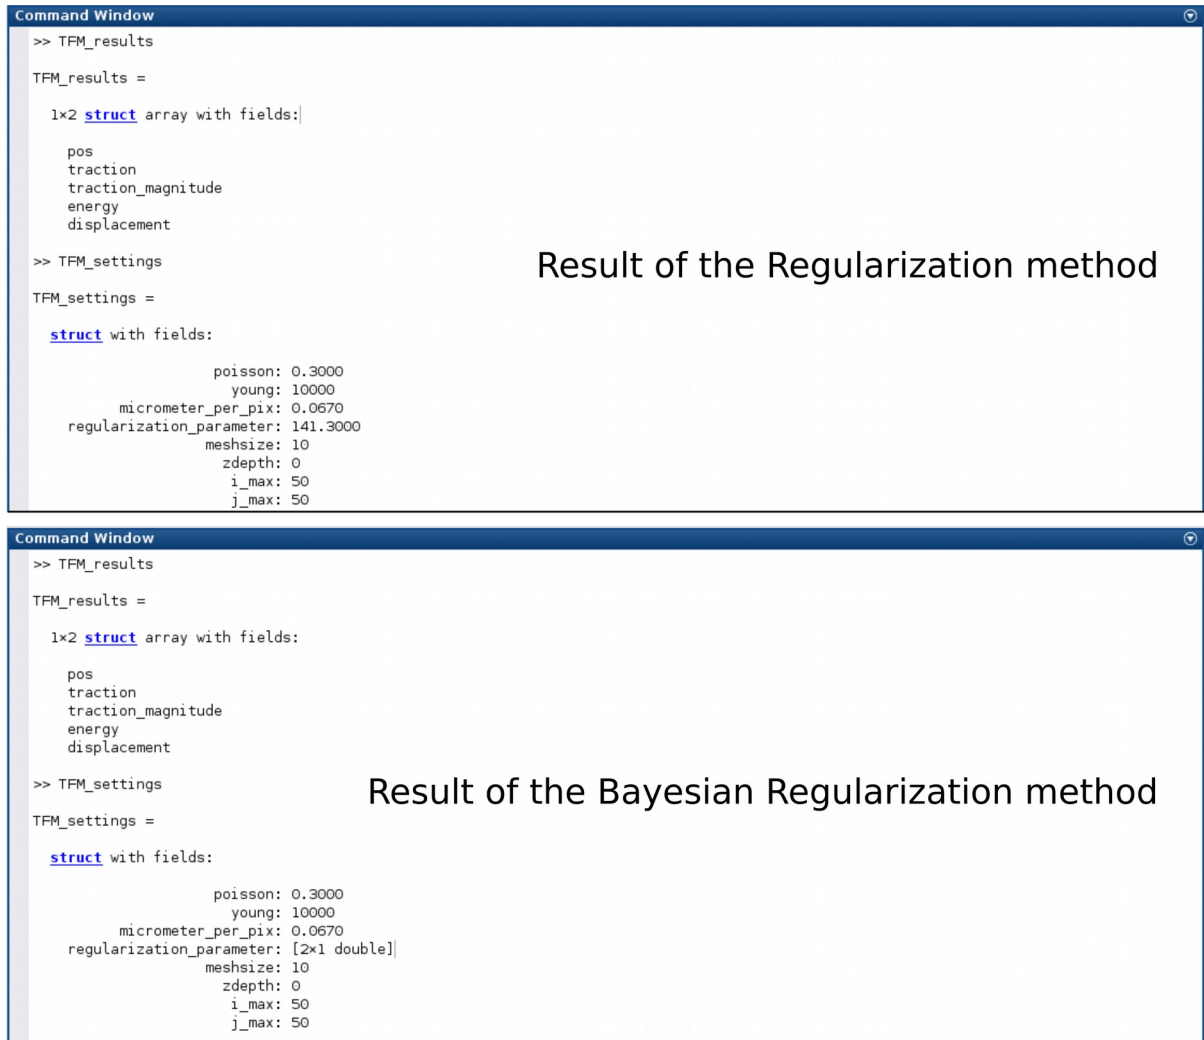 Command Window
>> TFM_results
TFM_results =
1×2 struct array with fields:
pos
traction
traction_magnitude
energy
displacement
>> TFM_settings
Result of the Regularization method
TFM_settings =
struct with fields:
poisson: 0.3000
young: 10000
micrometer_per_pix: 0.0670
regularization_parameter: 141.3000
meshsize: 10
zdepth: 0
i_max: 50
j_max: 50
Command Window
>> TFM_results
TFM_results =
1×2 struct array with fields:
pos
traction
traction_magnitude
energy
displacement
>> TFM_settings
Result of the Bayesian Regularization method
TFM_settings =
struct with fields:
poisson: 0.3000
young: 10000
micrometer_per_pix: 0.0670
regularization_parameter: [2×1 double]
meshsize: 10
zdepth: 0
i_max: 50
j_max: 50